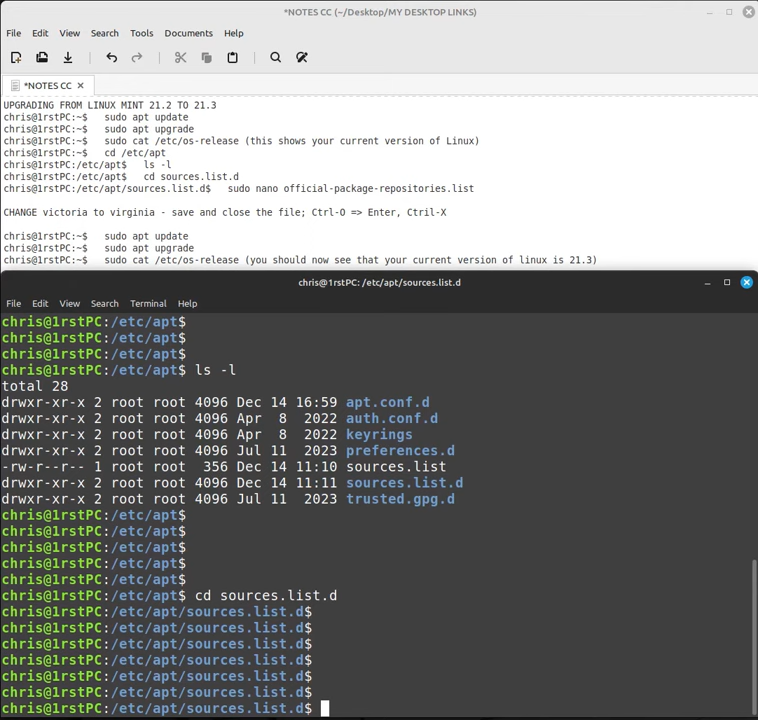 *NOTES CC (~/Desktop/MY DESKTOP LINKS)
File Edit View Search Tools Documents Help
*NOTES CC
UPGRADING FROM LINUX MINT 21.2 TO 21.3
chris@1rstPC:~$   sudo apt update
chris@1rstPC:~$   sudo apt upgrade
chris@1rstPC:~$   sudo cat /etc/os-release (this shows your current version of Linux)
chris@1rstPC:~$   cd /etc/apt
chris@1rstPC:/etc/apt$   ls -l
chris@1rstPC:/etc/apt$   cd sources.list.d
chris@1rstPC:/etc/apt/sources.list.d$   sudo nano official-package-repositories.list
CHANGE victoria to virginia - save and close the file; Ctrl-O => Enter, Ctril-X
chris@1rstPC:~$   sudo apt update
chris@1rstPC:~$   sudo apt upgrade
chris@1rstPC:~$   sudo cat /etc/os-release (you should now see that your current version of linux is 21.3)
chris@1rstPC: /etc/apt/sources.list.d
File Edit View Search Terminal Help
chris@1rstPC:/etc/apt$
chris@1rstPC:/etc/apt$
chris@1rstPC:/etc/apt$
chris@1rstPC:/etc/apt$ ls -l
total 28
drwxr-xr-x 2 root root 4096 Dec 14 16:59 apt.conf.d
drwxr-xr-x 2 root root 4096 Apr  8  2022 auth.conf.d
drwxr-xr-x 2 root root 4096 Apr  8  2022 keyrings
drwxr-xr-x 2 root root 4096 Jul 11  2023 preferences.d
-rw-r--r-- 1 root root  356 Dec 14 11:10 sources.list
drwxr-xr-x 2 root root 4096 Dec 14 11:11 sources.list.d
drwxr-xr-x 2 root root 4096 Jul 11  2023 trusted.gpg.d
chris@1rstPC:/etc/apt$
chris@1rstPC:/etc/apt$
chris@1rstPC:/etc/apt$
chris@1rstPC:/etc/apt$
chris@1rstPC:/etc/apt$
chris@1rstPC:/etc/apt$ cd sources.list.d
chris@1rstPC:/etc/apt/sources.list.d$
chris@1rstPC:/etc/apt/sources.list.d$
chris@1rstPC:/etc/apt/sources.list.d$
chris@1rstPC:/etc/apt/sources.list.d$
chris@1rstPC:/etc/apt/sources.list.d$
chris@1rstPC:/etc/apt/sources.list.d$
chris@1rstPC:/etc/apt/sources.list.d$